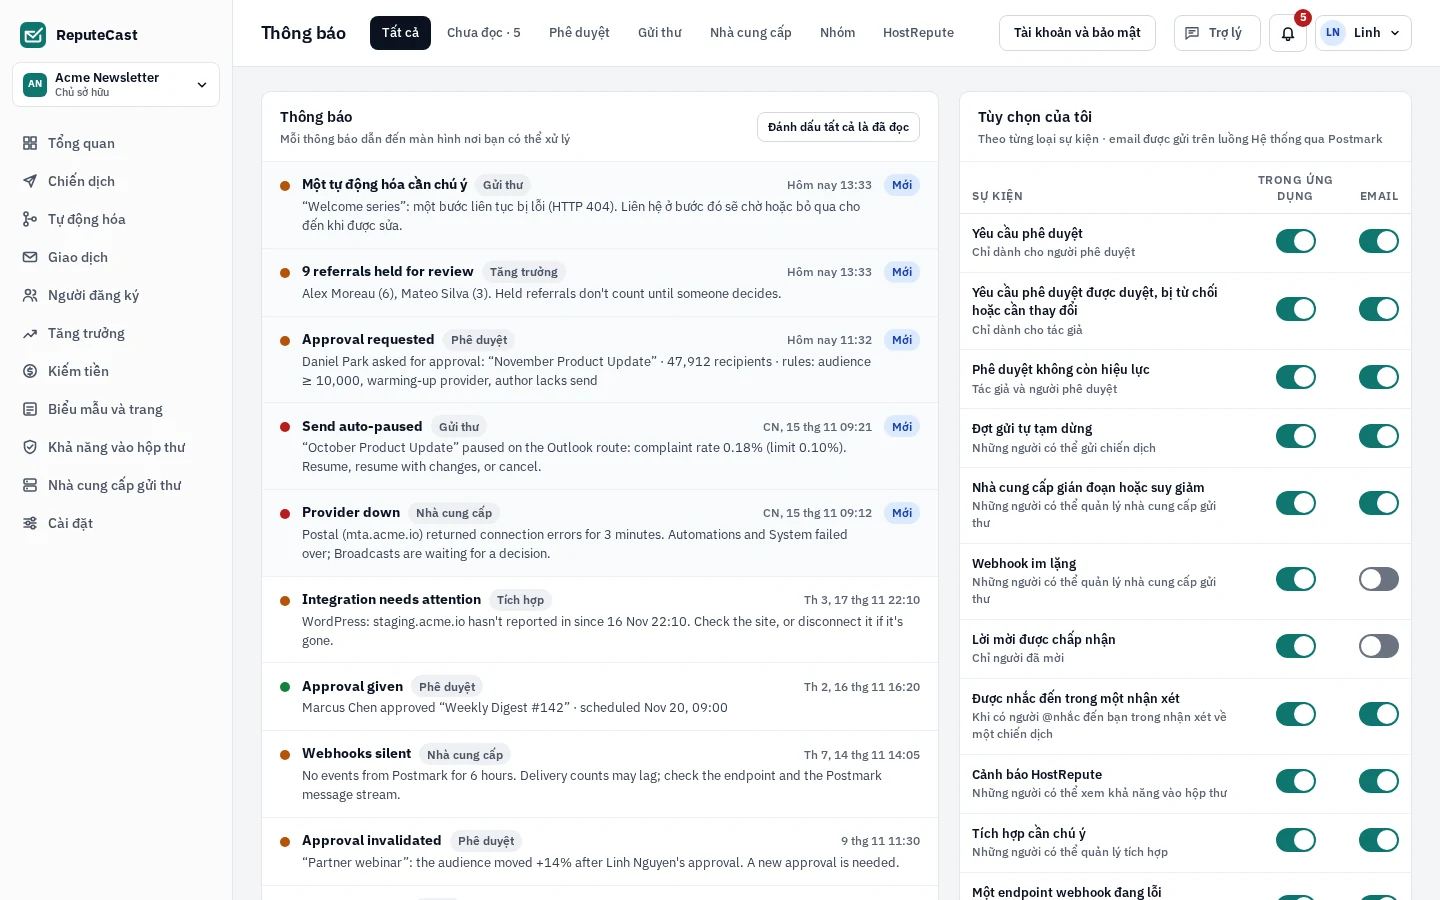 ReputeCast
AN
Acme Newsletter
Chủ sở hữu
Tổng quan
Chiến dịch
Tự động hóa
Giao dịch
Người đăng ký
Tăng trưởng
Kiếm tiền
Biểu mẫu và trang
Khả năng vào hộp thư
Nhà cung cấp gửi thư
Cài đặt
Thông báo
Tất cả
Chưa đọc · 5
Phê duyệt
Gửi thư
Nhà cung cấp
Nhóm
HostRepute
Tài khoản và bảo mật
Trợ lý
5
LN
Linh
Thông báo
Mỗi thông báo dẫn đến màn hình nơi bạn có thể xử lý
Đánh dấu tất cả là đã đọc
Một tự động hóa cần chú ý
Gửi thư
Hôm nay 13:33
Mới
“Welcome series”: một bước liên tục bị lỗi (HTTP 404). Liên hệ ở bước đó sẽ chờ hoặc bỏ qua cho
đến khi được sửa.
9 referrals held for review
Tăng trưởng
Hôm nay 13:33
Mới
Alex Moreau (6), Mateo Silva (3). Held referrals don't count until someone decides.
Approval requested
Phê duyệt
Hôm nay 11:32
Mới
Daniel Park asked for approval: “November Product Update” · 47,912 recipients · rules: audience
≥ 10,000, warming-up provider, author lacks send
Send auto-paused
Gửi thư
CN, 15 thg 11 09:21
Mới
“October Product Update” paused on the Outlook route: complaint rate 0.18% (limit 0.10%).
Resume, resume with changes, or cancel.
Provider down
Nhà cung cấp
CN, 15 thg 11 09:12
Mới
Postal (mta.acme.io) returned connection errors for 3 minutes. Automations and System failed
over; Broadcasts are waiting for a decision.
Integration needs attention
Tích hợp
Th 3, 17 thg 11 22:10
WordPress: staging.acme.io hasn't reported in since 16 Nov 22:10. Check the site, or disconnect it if it's
gone.
Approval given
Phê duyệt
Th 2, 16 thg 11 16:20
Marcus Chen approved “Weekly Digest #142” · scheduled Nov 20, 09:00
Webhooks silent
Nhà cung cấp
Th 7, 14 thg 11 14:05
No events from Postmark for 6 hours. Delivery counts may lag; check the endpoint and the Postmark
message stream.
Approval invalidated
Phê duyệt
9 thg 11 11:30
“Partner webinar”: the audience moved +14% after Linh Nguyen's approval. A new approval is needed.
Tùy chọn của tôi
Theo từng loại sự kiện · email được gửi trên luồng Hệ thống qua Postmark
SỰ KIỆN
TRONG ỨNG
DỤNG
EMAIL
Yêu cầu phê duyệt
Chỉ dành cho người phê duyệt
Yêu cầu phê duyệt được duyệt, bị từ chối
hoặc cần thay đổi
Chỉ dành cho tác giả
Phê duyệt không còn hiệu lực
Tác giả và người phê duyệt
Đợt gửi tự tạm dừng
Những người có thể gửi chiến dịch
Nhà cung cấp gián đoạn hoặc suy giảm
Những người có thể quản lý nhà cung cấp gửi
thư
Webhook im lặng
Những người có thể quản lý nhà cung cấp gửi
thư
Lời mời được chấp nhận
Chỉ người đã mời
Được nhắc đến trong một nhận xét
Khi có người @nhắc đến bạn trong nhận xét về
một chiến dịch
Cảnh báo HostRepute
Những người có thể xem khả năng vào hộp thư
Tích hợp cần chú ý
Những người có thể quản lý tích hợp
Một endpoint webhook đang lỗi